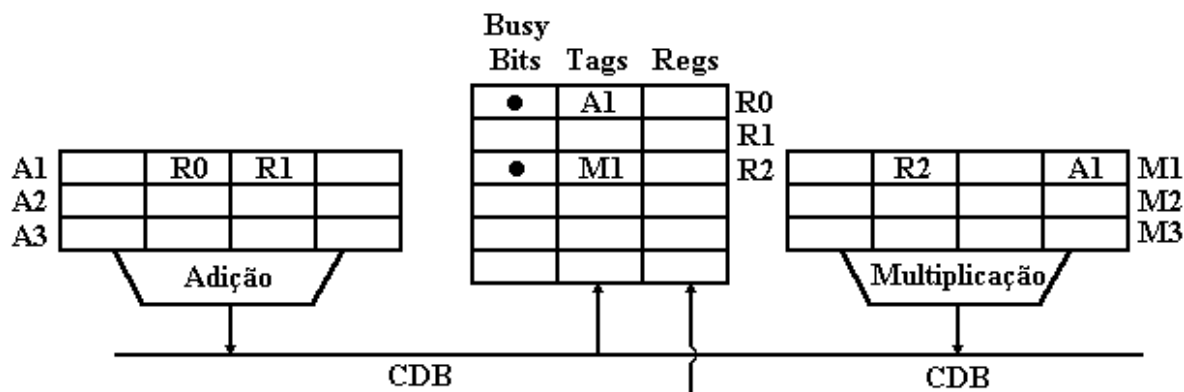 Busy
Bits Tags Regs
A1 R0
R1
A1 R0 R1 M1 R2 R2 A1 M1
A2 M2
A3 M3
Adição Multiplicação
CDB CDB